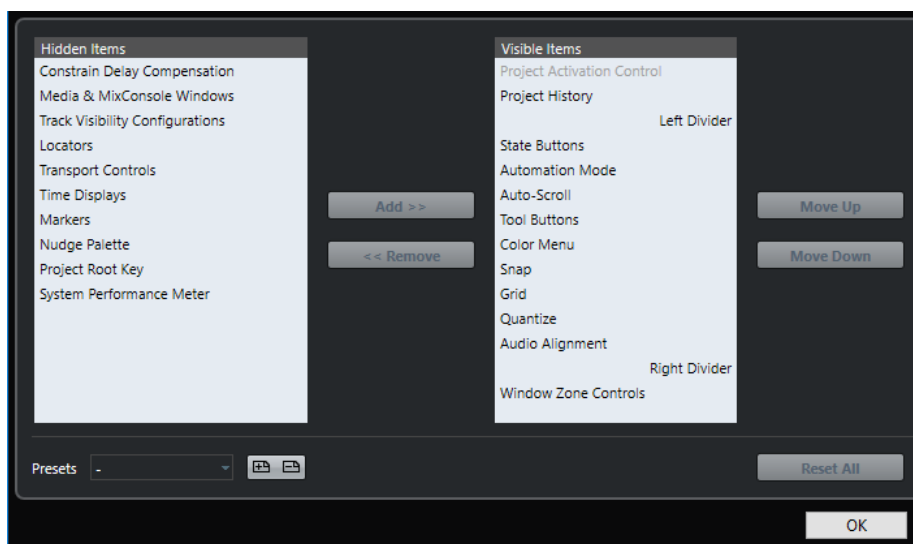 Hidden Items
Constrain Delay Compensation
Media & MixConsole Windows
Track Visibility Configurations
Locators
Transport Controls
Time Displays
Markers
Nudge Palette
Project Root Key
System Performance Meter
Add >>
<< Remove
Visible Items
Project Activation Control
Project History
Left Divider
State Buttons
Automation Mode
Auto-Scroll
Tool Buttons
Color Menu
Snap
Grid
Quantize
Audio Alignment
Right Divider
Window Zone Controls
Move Up
Move Down
Presets -
Reset All
OK